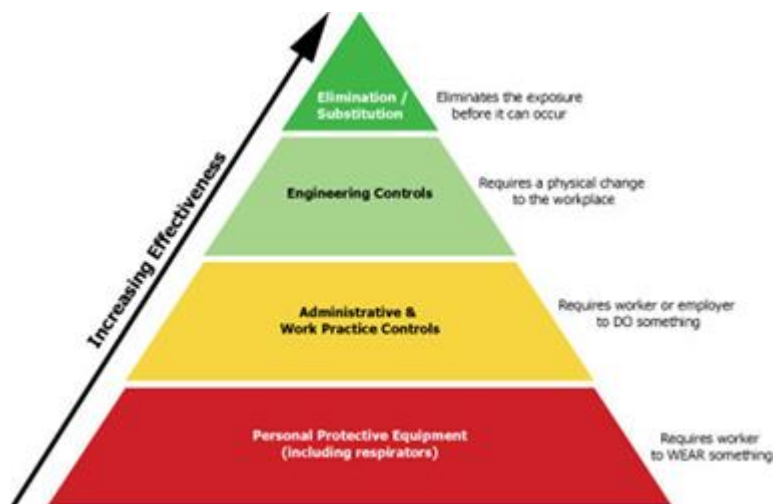 Elimination /
Substitution
Eliminates the exposure
before it can occur
Engineering Controls
Requires a physical change
to the workplace
Increasing Effectiveness
Administrative &
Work Practice Controls
Requires worker or employer
to DO something
Personal Protective Equipment
(including respirators)
Requires worker
to WEAR something